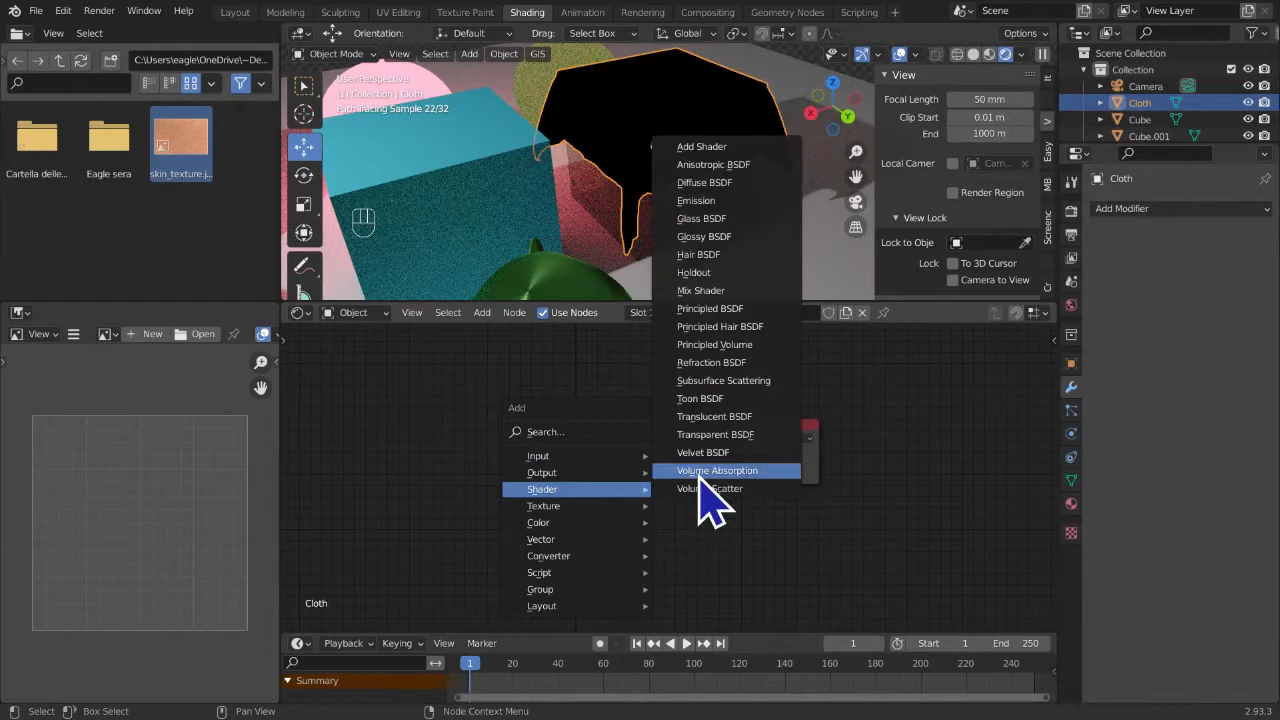 File Edit Render Window Help Layout Modeling Sculpting UV Editing Texture Paint Shading Animation Rendering Compositing Geometry Nodes Scripting + Scene View Layer
View Select Orientation: Default Drag: Select Box Global Options
C:\Users\eagle\OneDrive\~De... Object Mode View Select Add Object GIS
User Perspective
(1) Collection | Cloth
Path Tracing Sample 22/32
Cartella delle... Eagle sera skin_texture.j...
X Y Z
View
Focal Length 50 mm
Clip Start 0.01 m
End 1000 m
Local Camer Cam...
Render Region
View Lock
Lock to Obje
Lock To 3D Cursor
Camera to View
V Easy MB Screenc Cr
Scene Collection
Collection
Camera
Cloth
Cube
Cube.001
Cloth
Add Modifier
Add Shader
Anisotropic BSDF
Diffuse BSDF
Emission
Glass BSDF
Glossy BSDF
Hair BSDF
Holdout
Mix Shader
Principled BSDF
Principled Hair BSDF
Principled Volume
Refraction BSDF
Subsurface Scattering
Toon BSDF
Translucent BSDF
Transparent BSDF
Velvet BSDF
Volume Absorption
Scatter
View New Open
Object View Select Add Node Use Nodes Slot
Add
Search...
Input
Output
Shader
Texture
Color
Vector
Converter
Script
Group
Layout
Cloth
Playback Keying View Marker 1 Start 1 End 250
1 20 40 60 80 100 120 140 160 180 200 220 240
Summary
Select Box Select Pan View Node Context Menu 2.93.3